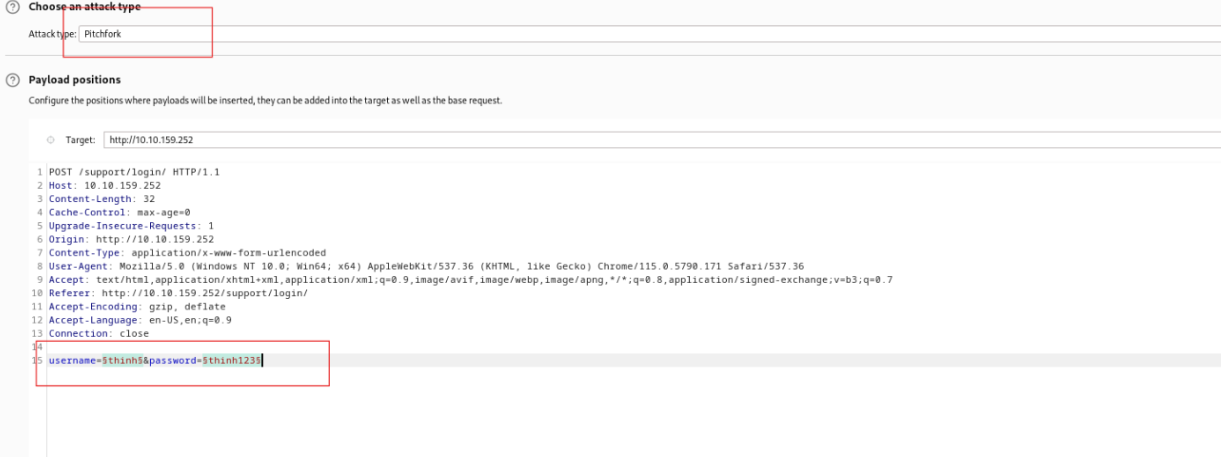 Choose an attack type
Attack type: Pitchfork
Payload positions
Configure the positions where payloads will be inserted, they can be added into the target as well as the base request.
Target: http://10.10.159.252
1 POST /support/login/ HTTP/1.1
2 Host: 10.10.159.252
3 Content-Length: 32
4 Cache-Control: max-age=0
5 Upgrade-Insecure-Requests: 1
6 Origin: http://10.10.159.252
7 Content-Type: application/x-www-form-urlencoded
8 User-Agent: Mozilla/5.0 (Windows NT 10.0; Win64; x64) AppleWebKit/537.36 (KHTML, like Gecko) Chrome/115.0.5790.171 Safari/537.36
9 Accept: text/html,application/xhtml+xml,application/xml;q=0.9,image/avif,image/webp,image/apng,*/*;q=0.8,application/signed-exchange;v=b3;q=0.7
10 Referer: http://10.10.159.252/support/login/
11 Accept-Encoding: gzip, deflate
12 Accept-Language: en-US,en;q=0.9
13 Connection: close
14
15 username=§thinh§&password=§thinh123§